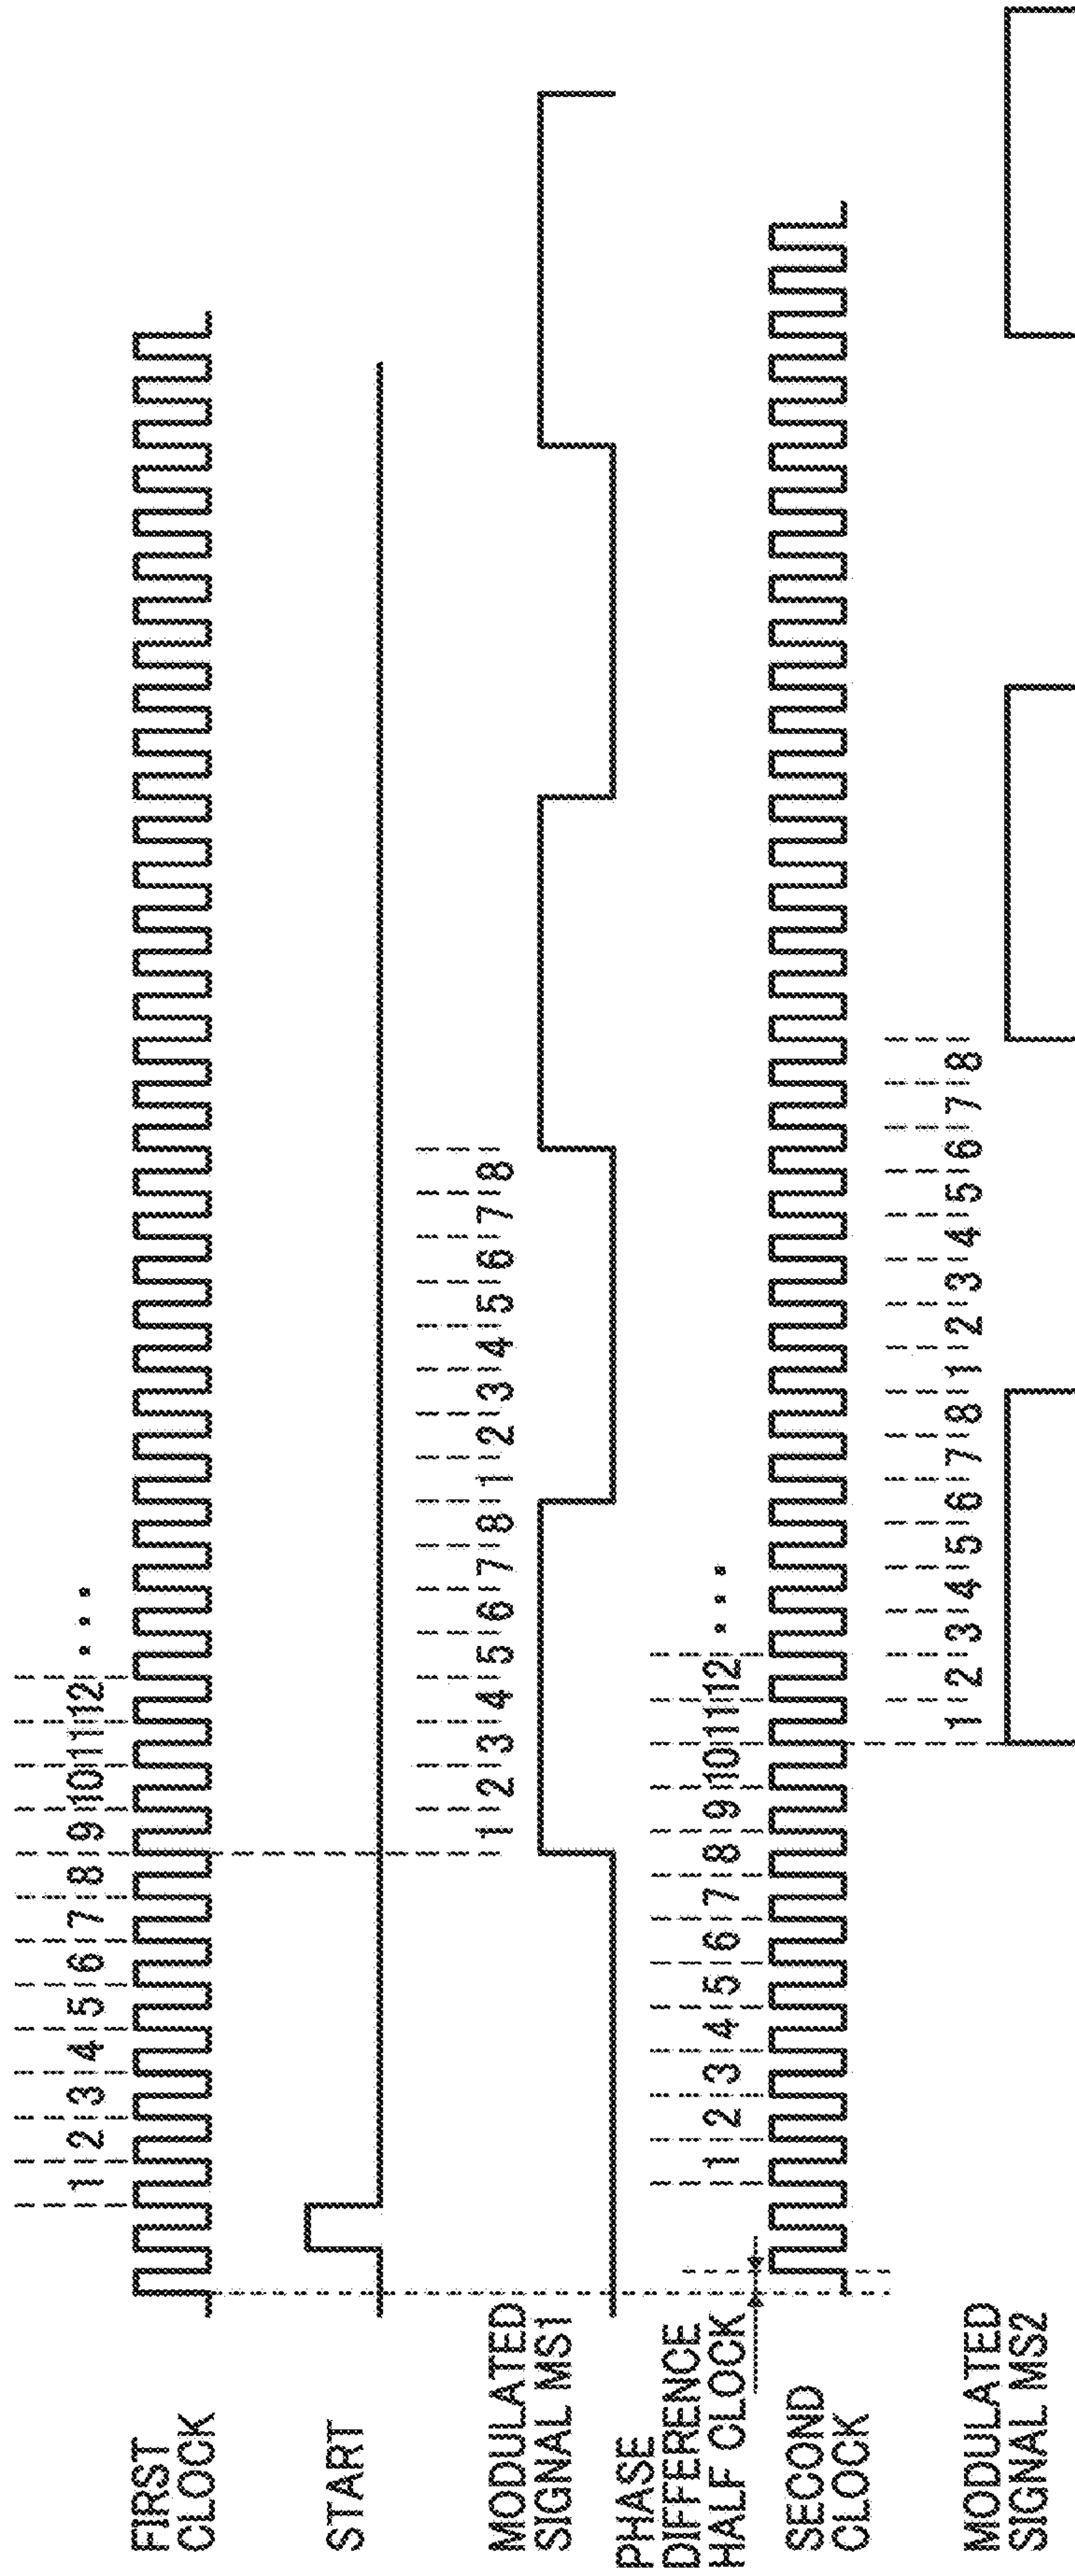 1 2 3 4 5 6 7 8 9 10 11 12 ...
FIRST
CLOCK
START
1 2 3 4 5 6 7 8 1 2 3 4 5 6 7 8
MODULATED
SIGNAL MS1
PHASE
DIFFERENCE
HALF CLOCK
1 2 3 4 5 6 7 8 9 10 11 12 ...
SECOND
CLOCK
1 2 3 4 5 6 7 8 1 2 3 4 5 6 7 8
MODULATED
SIGNAL MS2